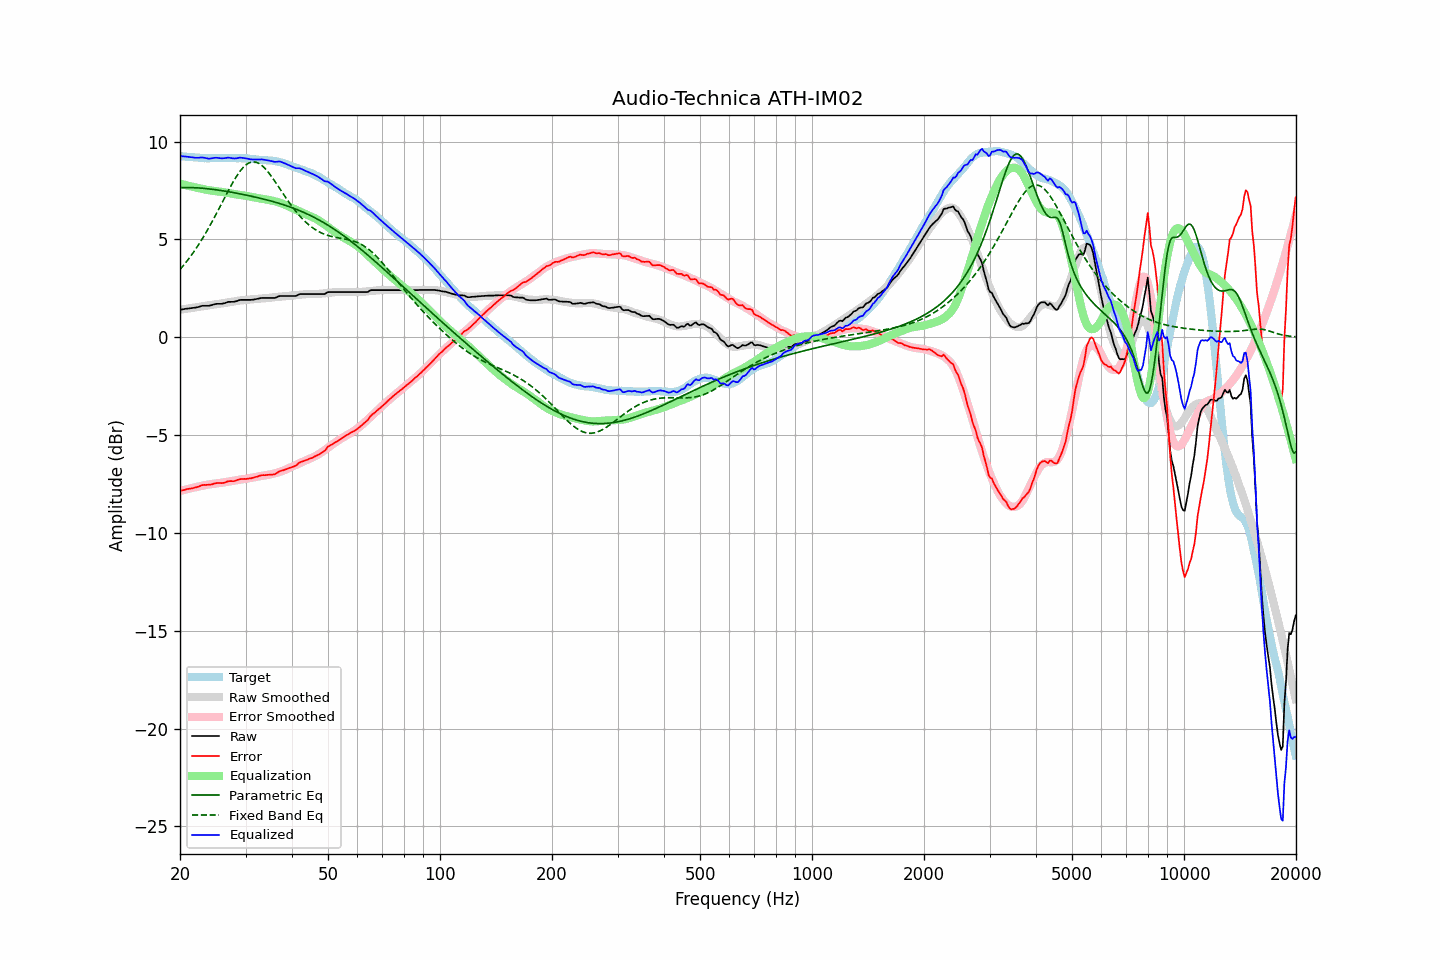 Audio-Technica ATH-IM02
Amplitude (dBr)
10
5
0
−5
−10
−15
−20
−25
Target
Raw Smoothed
Error Smoothed
Raw
Error
Equalization
Parametric Eq
Fixed Band Eq
Equalized
20 50 100 200 500 1000 2000 5000 10000 20000
Frequency (Hz)